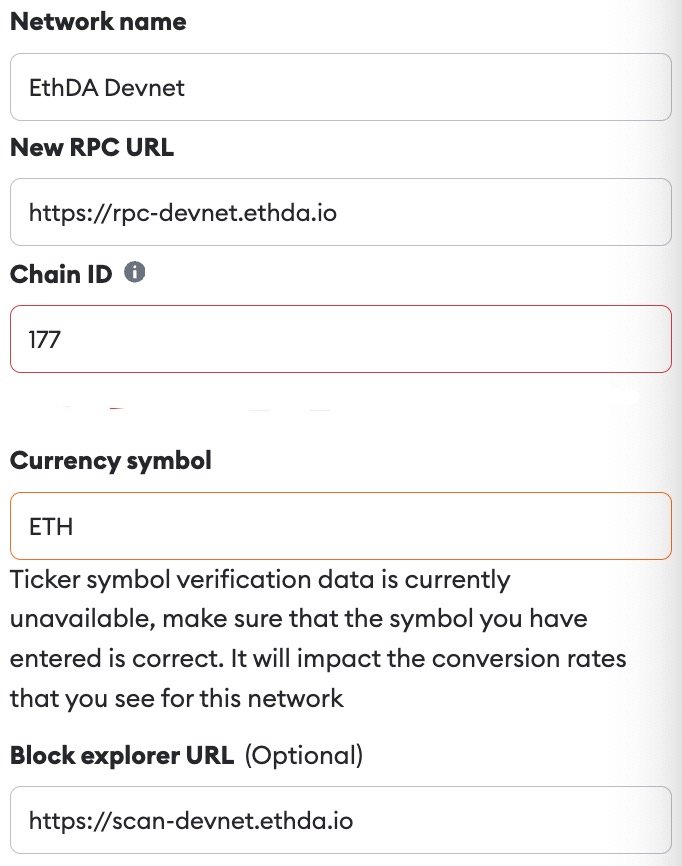 Network name
EthDA Devnet
New RPC URL
https://rpc-devnet.ethda.io
Chain ID
177
Currency symbol
ETH
Ticker symbol verification data is currently
unavailable, make sure that the symbol you have
entered is correct. It will impact the conversion rates
that you see for this network
Block explorer URL (Optional)
https://scan-devnet.ethda.io